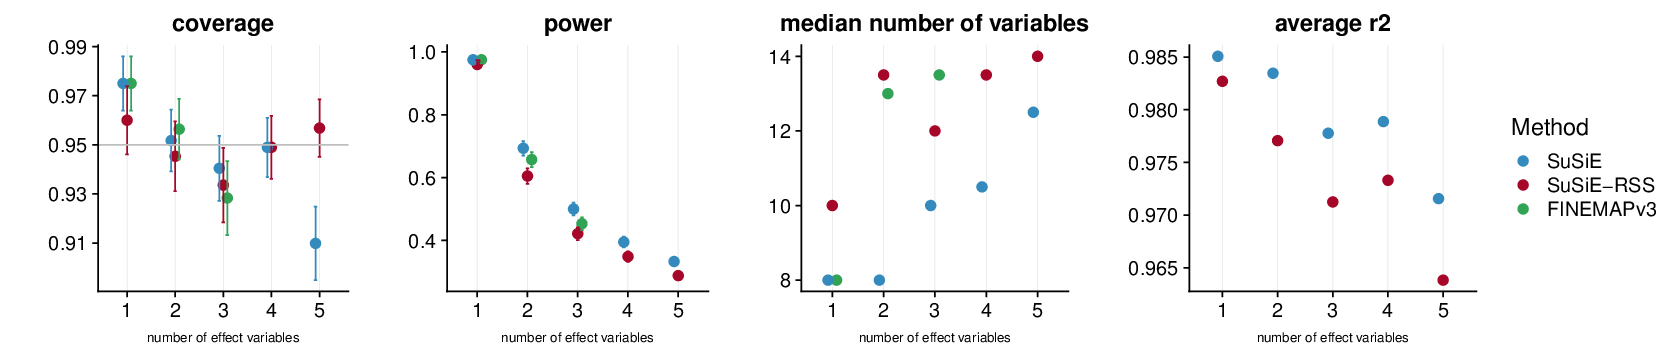 coverage
0.99
0.97
0.95
0.93
0.91
1 2 3 4 5
number of effect variables
power
1.0
0.8
0.6
0.4
1 2 3 4 5
number of effect variables
median number of variables
14
12
10
8
1 2 3 4 5
number of effect variables
average r2
0.985
0.980
0.975
0.970
0.965
1 2 3 4 5
number of effect variables
Method
SuSiE
SuSiE−RSS
FINEMAPv3